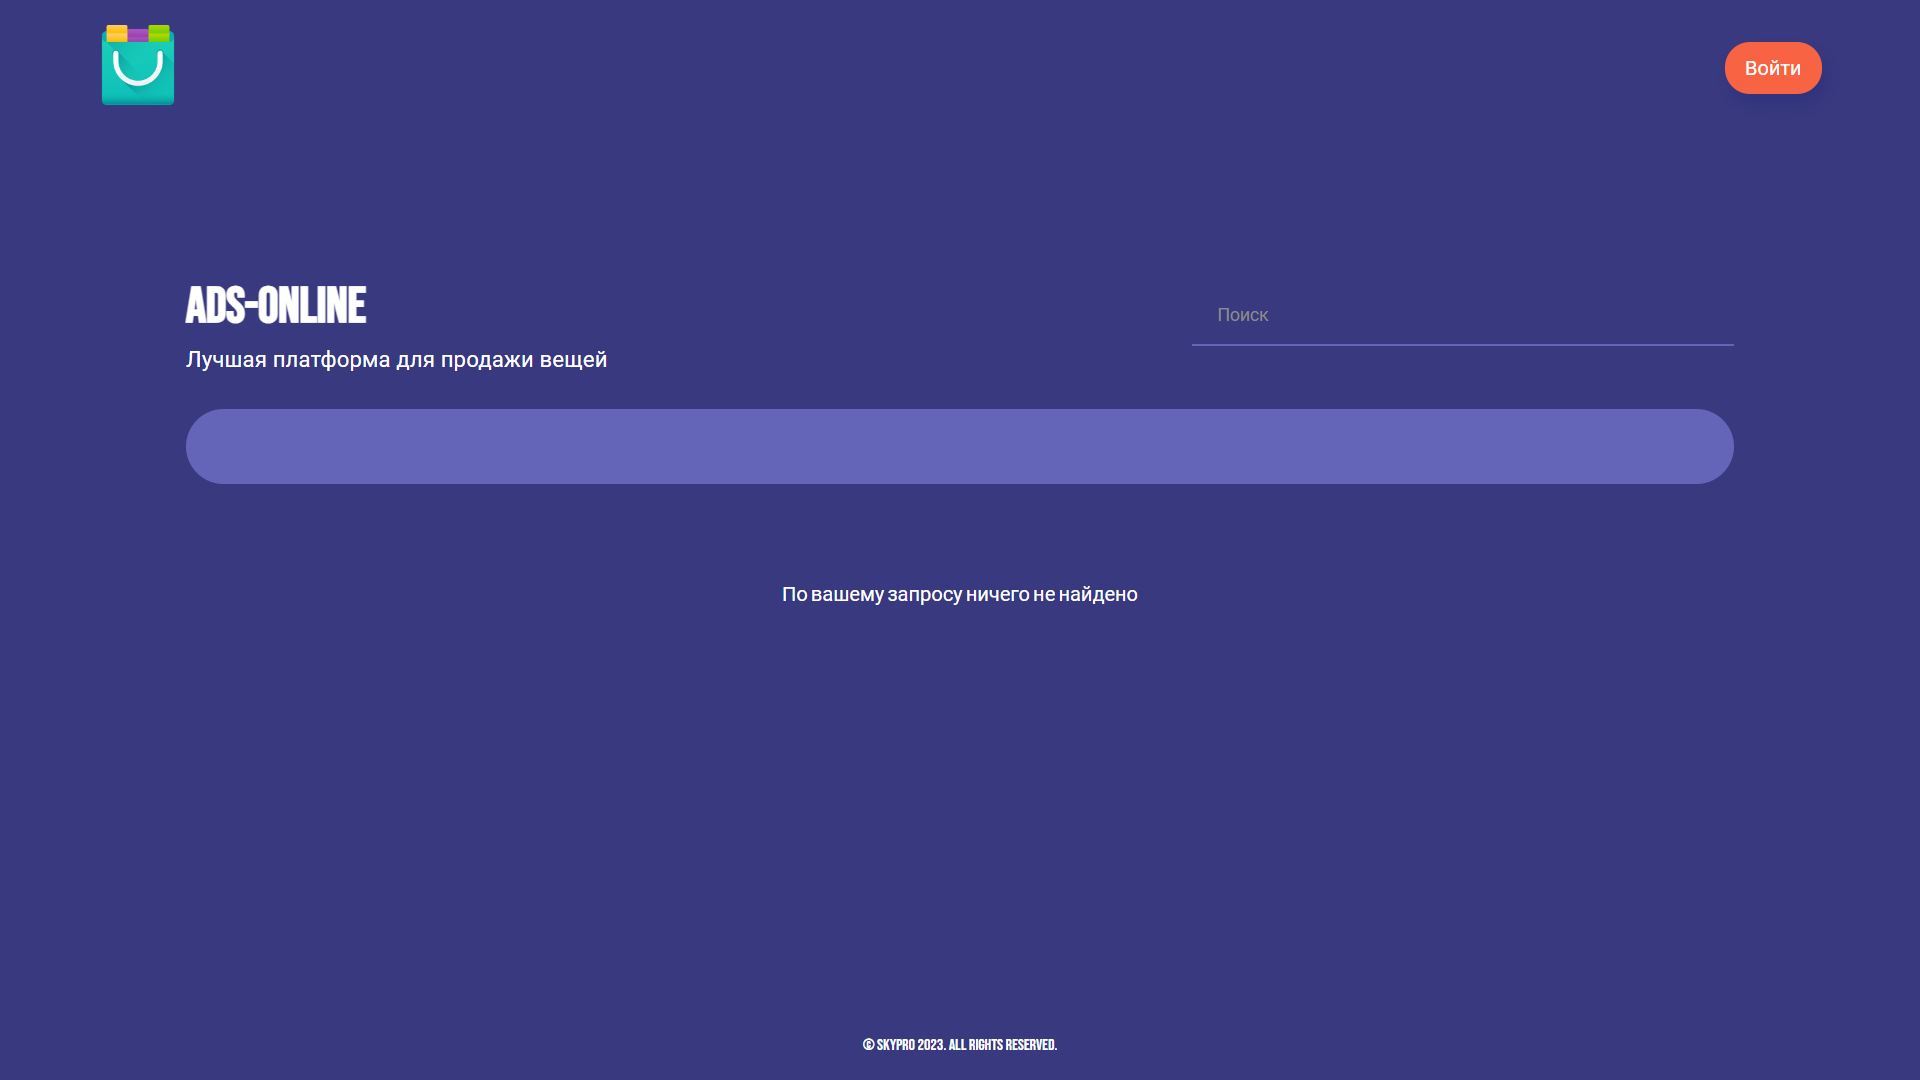 Войти
ADS-ONLINE
Поиск
Лучшая платформа для продажи вещей
По вашему запросу ничего не найдено
© SKYPRO 2023. ALL RIGHTS RESERVED.